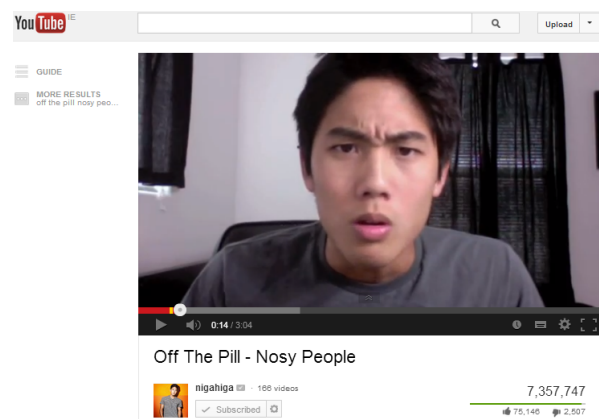 YouTube IE
Upload
GUIDE
MORE RESULTS
off the pill nosy peo...
0:14 / 3:04
Off The Pill - Nosy People
nigahiga · 166 videos
Subscribed
7,357,747
75,146 2,507